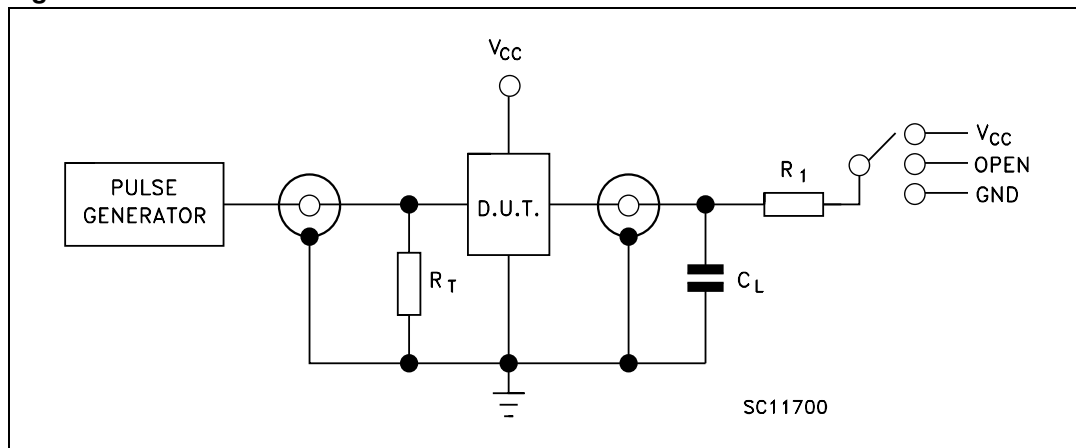 VCC
VCC
OPEN
GND
PULSE
GENERATOR
D.U.T.
R1
RT
CL
SC11700